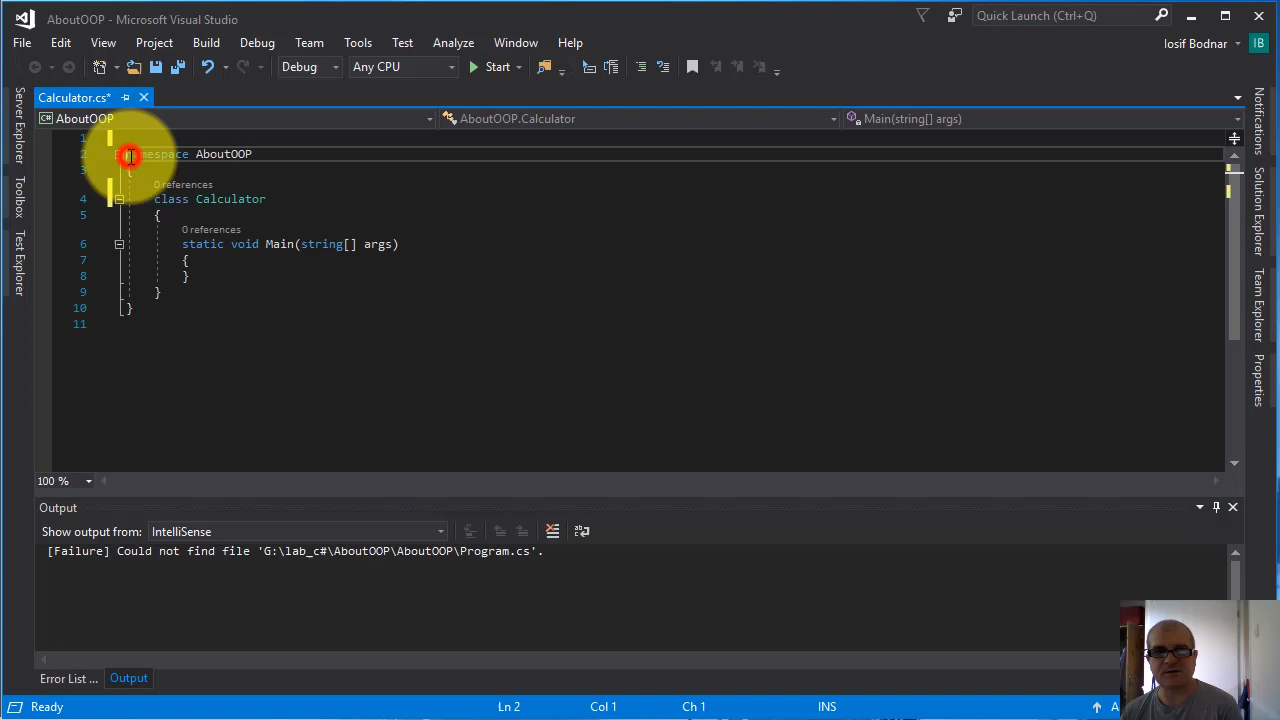 AboutOOP - Microsoft Visual Studio
Quick Launch (Ctrl+Q)
File Edit View Project Build Debug Team Tools Test Analyze Window Help
Iosif Bodnar IB
Debug Any CPU Start
Calculator.cs*
C# AboutOOP AboutOOP.Calculator Main(string[] args)
1
2 mespace AboutOOP
3 {
0 references
4 class Calculator
5 {
0 references
6 static void Main(string[] args)
7 {
8 }
9 }
10 }
11
100 %
Output
Show output from: IntelliSense
[Failure] Could not find file 'G:\lab_c#\AboutOOP\AboutOOP\Program.cs'.
Error List ... Output
Ready Ln 2 Col 1 Ch 1 INS
Server Explorer
Toolbox
Test Explorer
Notifications
Solution Explorer
Team Explorer
Properties